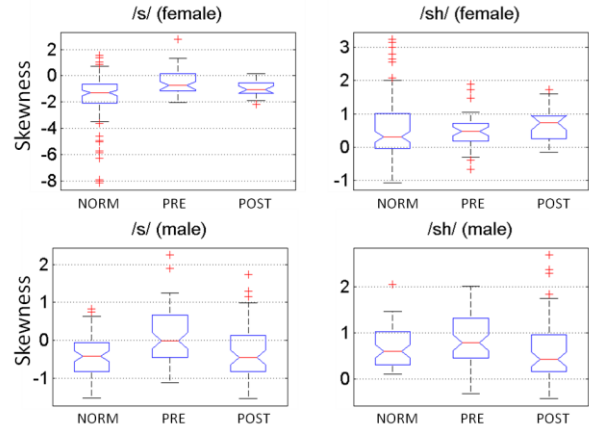 /s/ (female)
/sh/ (female)
Skewness
2
0
-2
-4
-6
-8
3
2
1
0
-1
NORM PRE POST
NORM PRE POST
/s/ (male)
/sh/ (male)
Skewness
2
1
0
-1
2
1
0
NORM PRE POST
NORM PRE POST